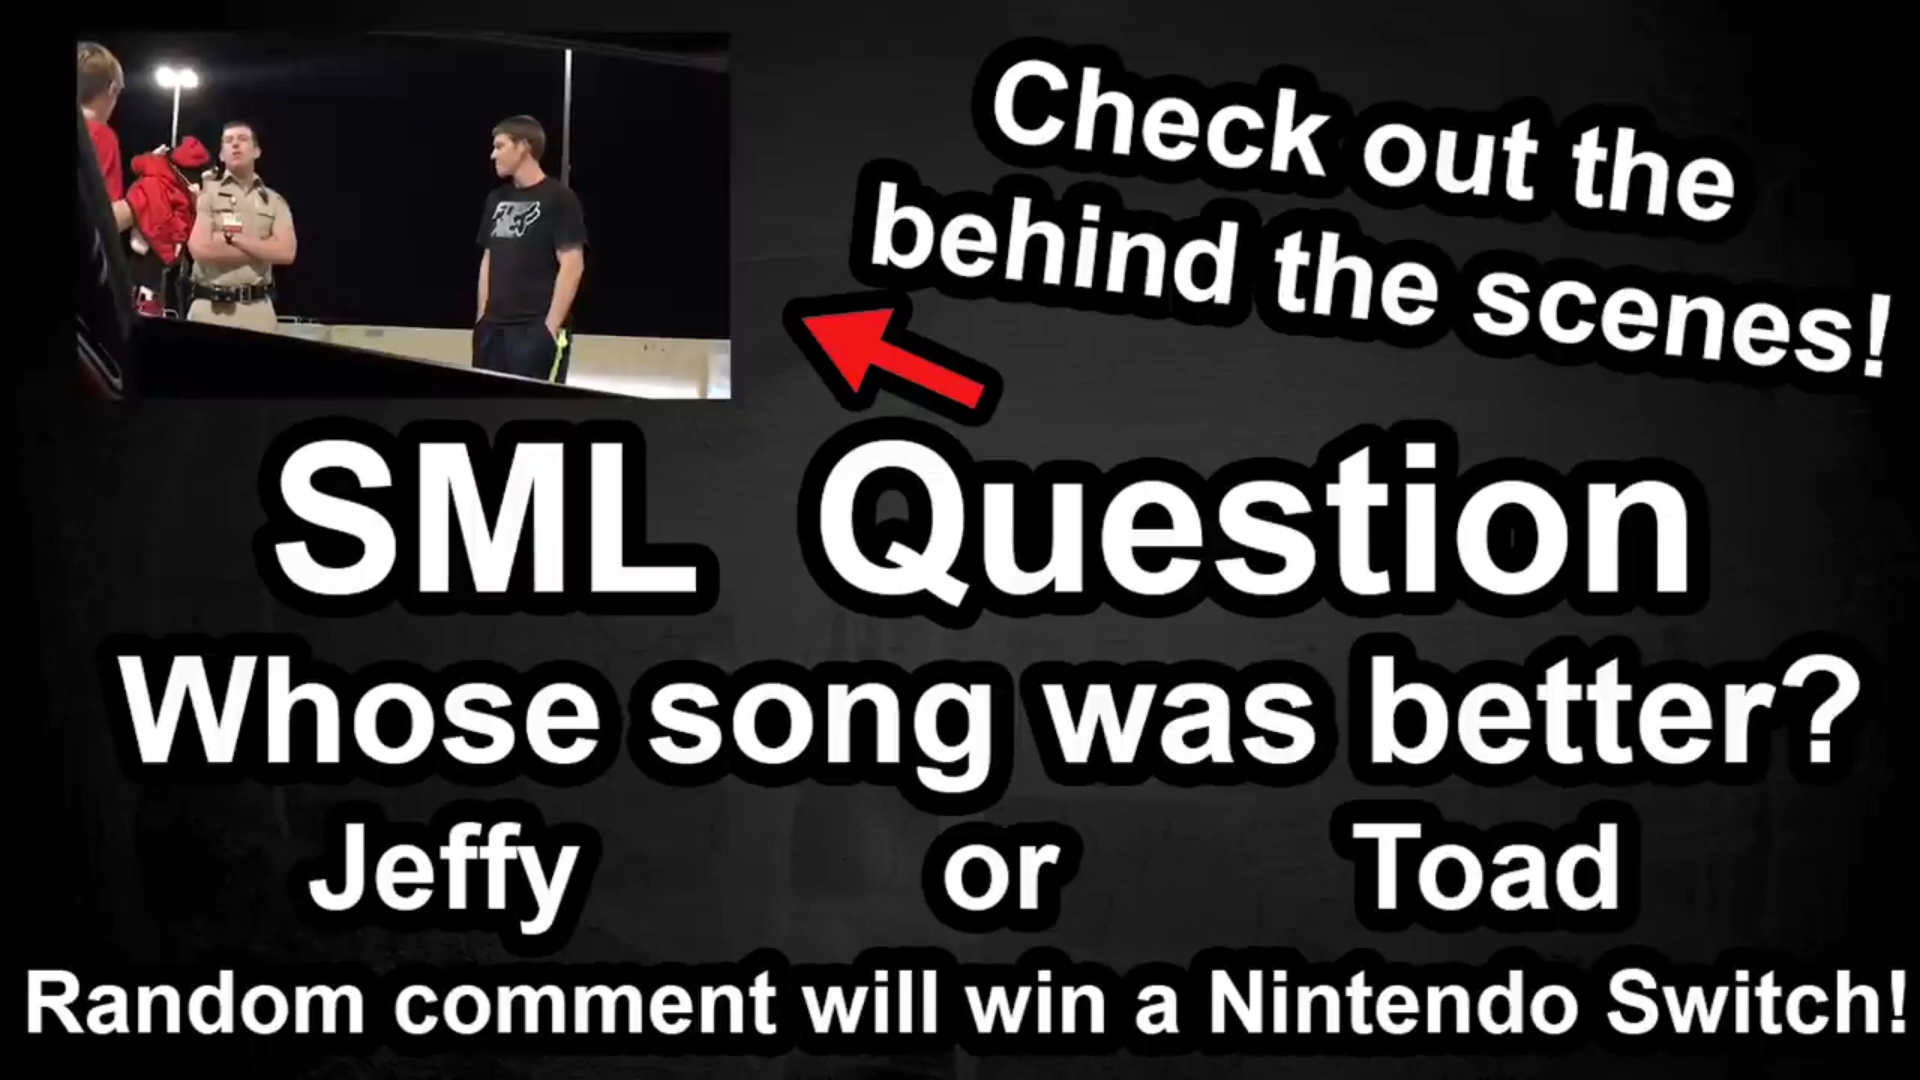 Check out the
behind the scenes!
SML Question
Whose song was better?
Jeffy or Toad
Random comment will win a Nintendo Switch!